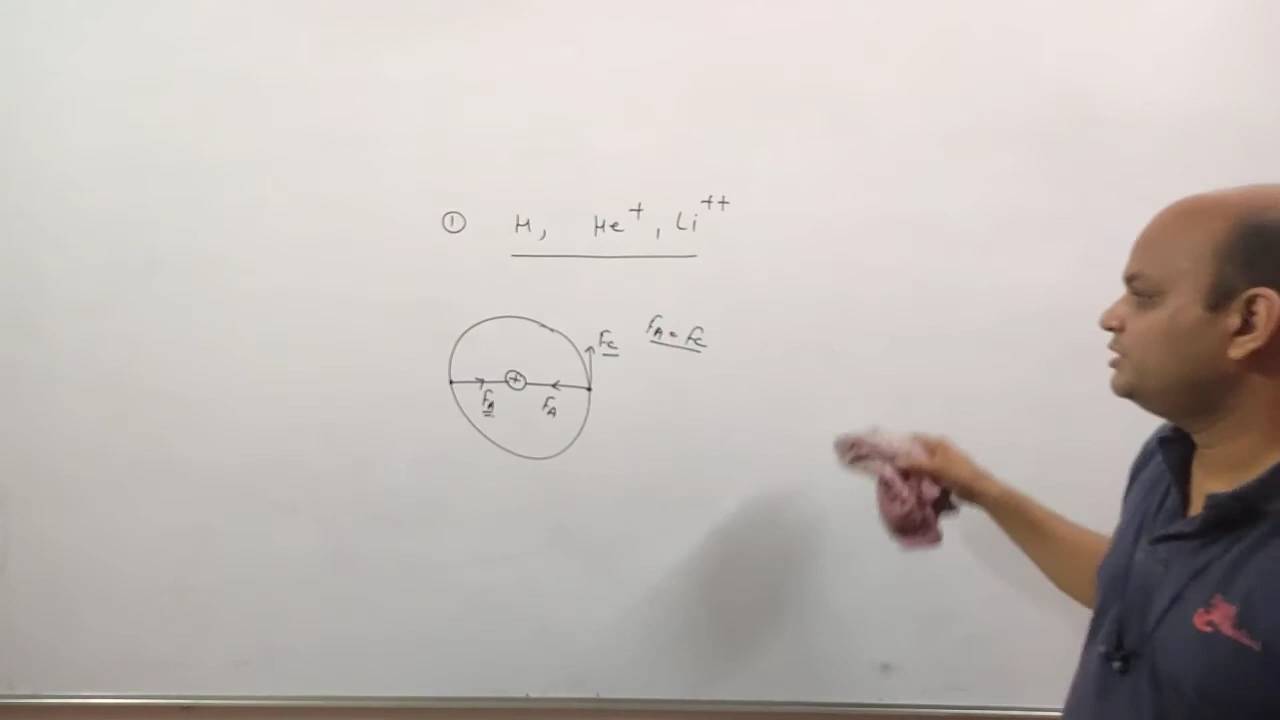 ① H, He⁺, Li⁺⁺
Fc
FA = Fc
+
FA FA